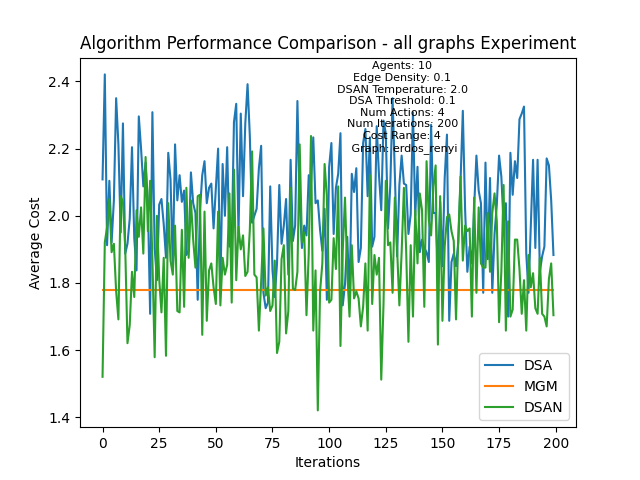 Algorithm Performance Comparison - all graphs Experiment
Agents: 10
Edge Density: 0.1
DSAN Temperature: 2.0
DSA Threshold: 0.1
Num Actions: 4
Num Iterations: 200
Cost Range: 4
Graph: erdos_renyi
2.4
2.2
2.0
1.8
1.6
1.4
Average Cost
0
25
50
75
100
125
150
175
200
Iterations
DSA
MGM
DSAN